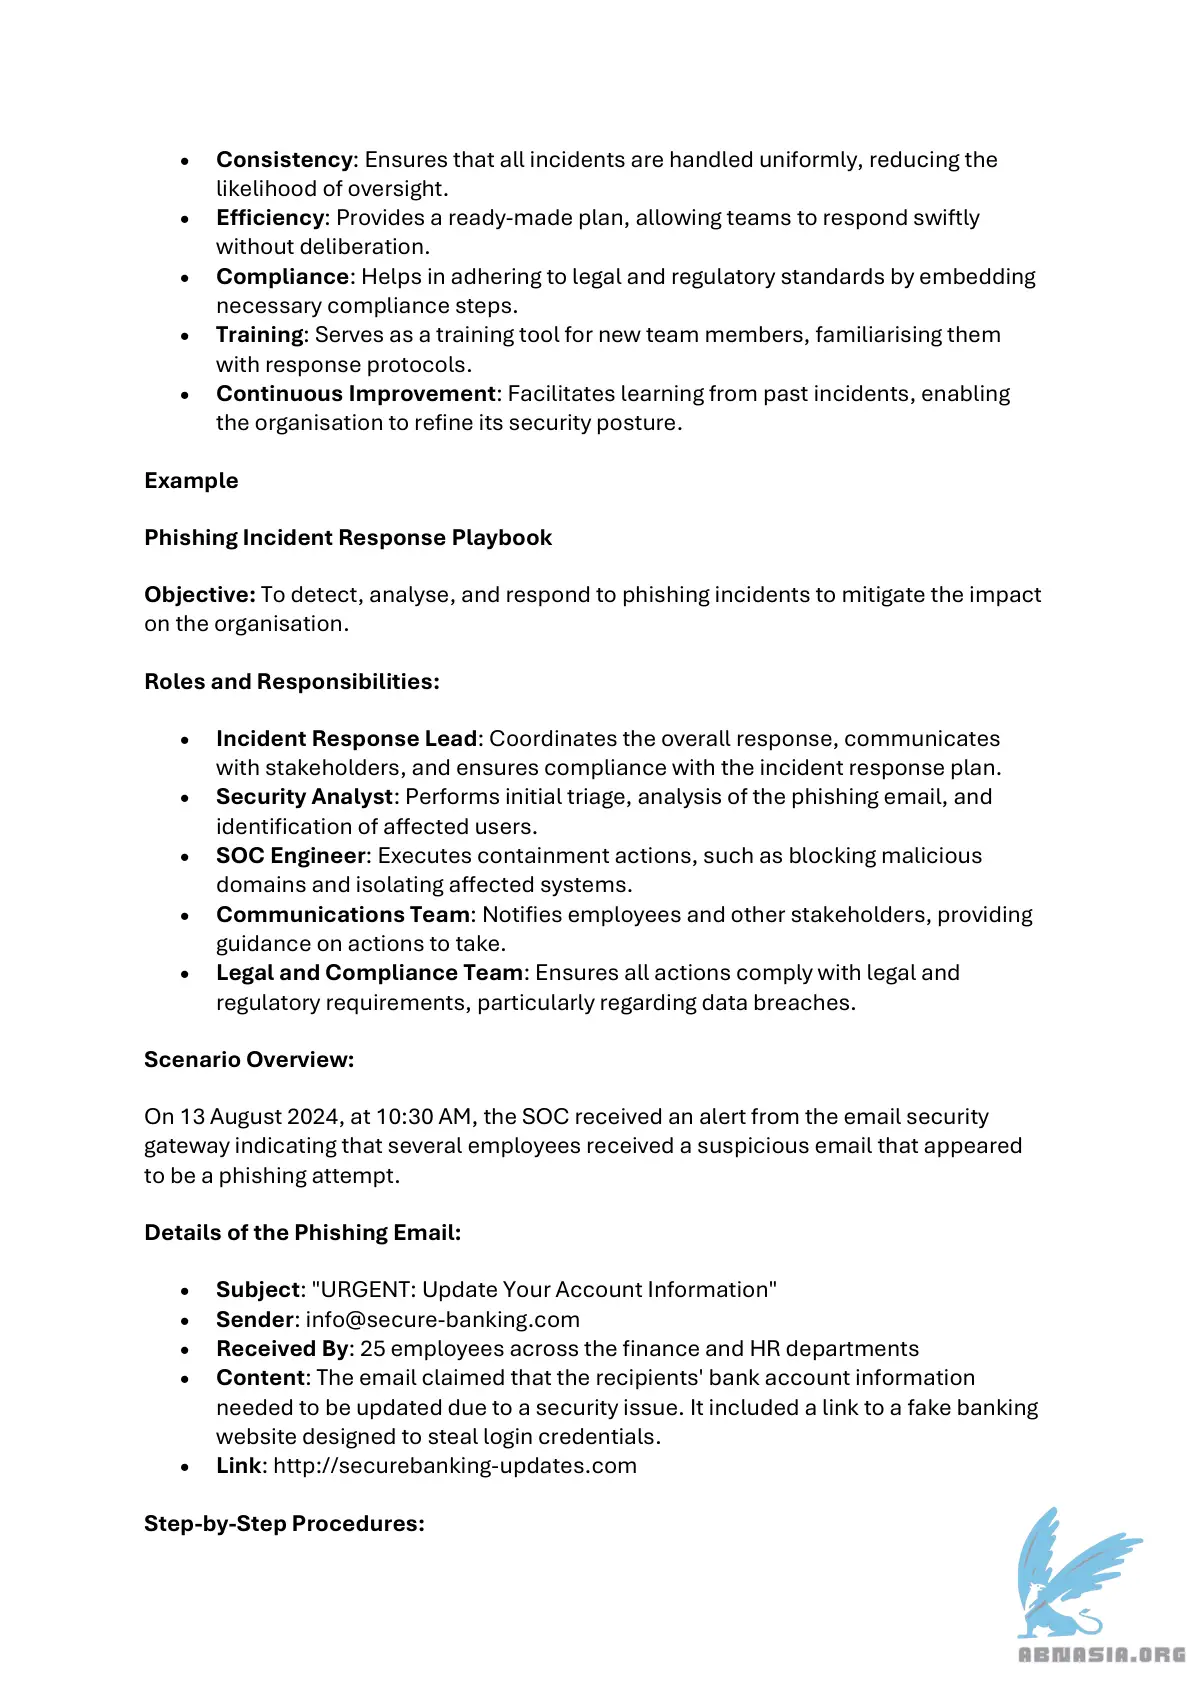 • Consistency: Ensures that all incidents are handled uniformly, reducing the
likelihood of oversight.
• Efficiency: Provides a ready-made plan, allowing teams to respond swiftly
without deliberation.
• Compliance: Helps in adhering to legal and regulatory standards by embedding
necessary compliance steps.
• Training: Serves as a training tool for new team members, familiarising them
with response protocols.
• Continuous Improvement: Facilitates learning from past incidents, enabling
the organisation to refine its security posture.
Example
Phishing Incident Response Playbook
Objective: To detect, analyse, and respond to phishing incidents to mitigate the impact
on the organisation.
Roles and Responsibilities:
• Incident Response Lead: Coordinates the overall response, communicates
with stakeholders, and ensures compliance with the incident response plan.
• Security Analyst: Performs initial triage, analysis of the phishing email, and
identification of affected users.
• SOC Engineer: Executes containment actions, such as blocking malicious
domains and isolating affected systems.
• Communications Team: Notifies employees and other stakeholders, providing
guidance on actions to take.
• Legal and Compliance Team: Ensures all actions comply with legal and
regulatory requirements, particularly regarding data breaches.
Scenario Overview:
On 13 August 2024, at 10:30 AM, the SOC received an alert from the email security
gateway indicating that several employees received a suspicious email that appeared
to be a phishing attempt.
Details of the Phishing Email:
• Subject: "URGENT: Update Your Account Information"
• Sender: info@secure-banking.com
• Received By: 25 employees across the finance and HR departments
• Content: The email claimed that the recipients' bank account information
needed to be updated due to a security issue. It included a link to a fake banking
website designed to steal login credentials.
• Link: http://securebanking-updates.com
Step-by-Step Procedures:
ABNASIA.ORG